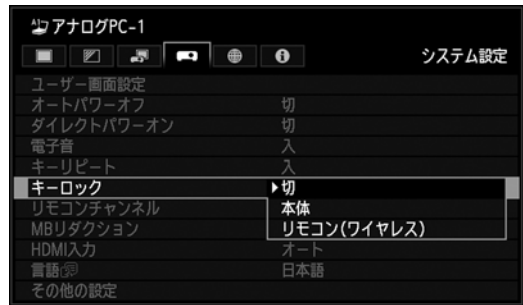 アナログPC-1
システム設定
ユーザー画面設定
オートパワーオフ 切
ダイレクトパワーオン 切
電子音 入
キーリピート 入
キーロック 切
リモコンチャンネル 本体
MBリダクション リモコン(ワイヤレス)
HDMI入力 オート
言語 日本語
その他の設定